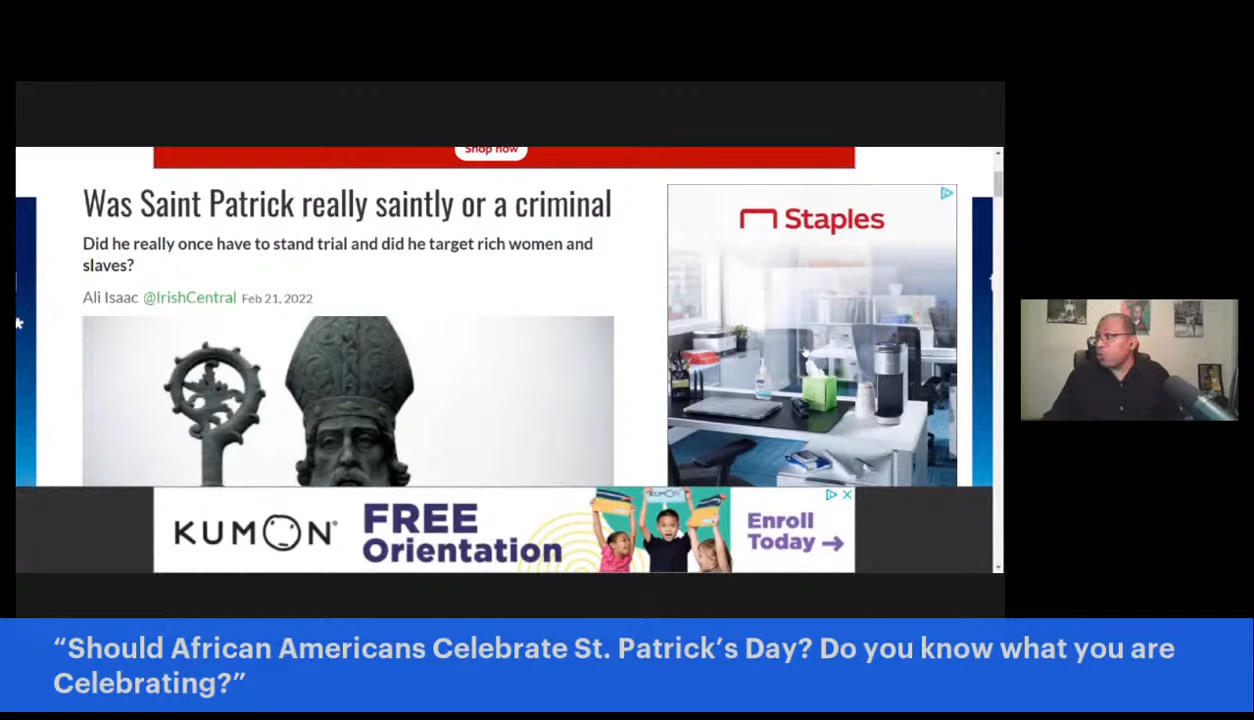 Shop now
Was Saint Patrick really saintly or a criminal
Did he really once have to stand trial and did he target rich women and
slaves?
Ali Isaac @IrishCentral Feb 21, 2022
Staples
KUMON
FREE
Orientation
KUMON
Enroll
Today →
“Should African Americans Celebrate St. Patrick’s Day? Do you know what you are
Celebrating?”